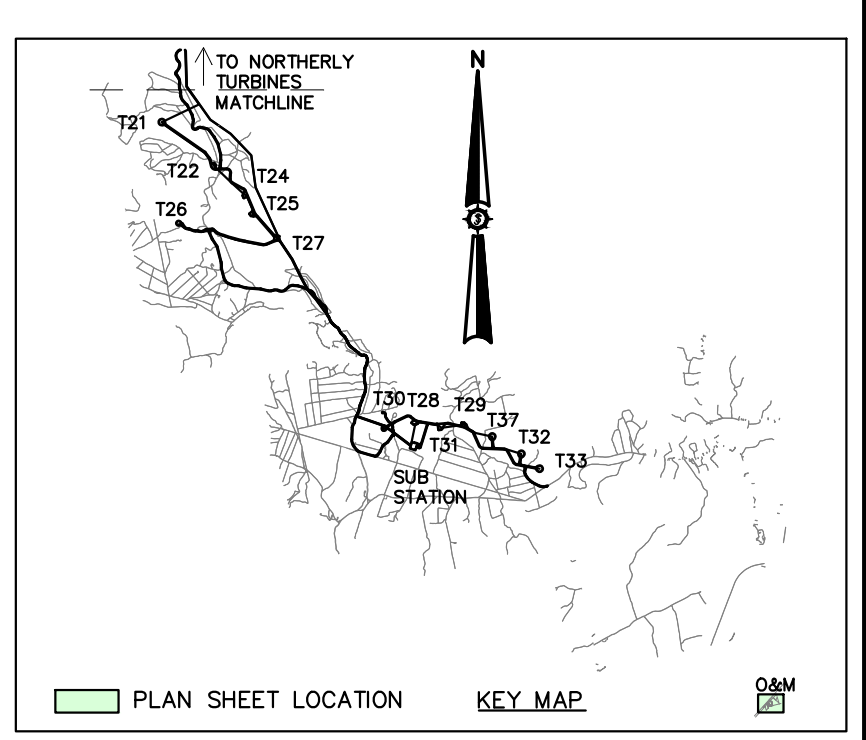 N
TO NORTHERLY
TURBINES
MATCHLINE
T21
T22
T24
T25
T26
T27
T30
T28
T29
T37
T31
T32
T33
SUB
STATION
O&M
PLAN SHEET LOCATION
KEY MAP